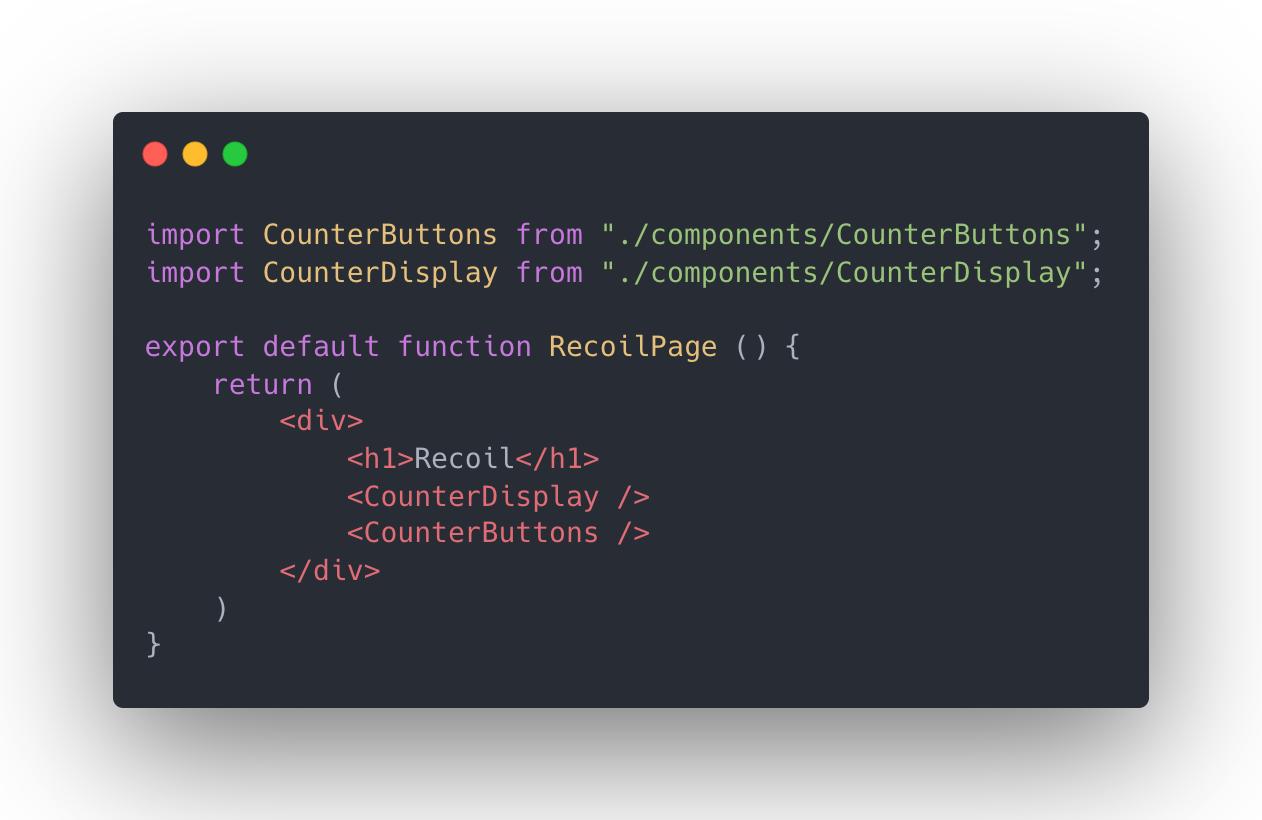 import CounterButtons from "./components/CounterButtons";
import CounterDisplay from "./components/CounterDisplay";

export default function RecoilPage () {
    return (
        <div>
            <h1>Recoil</h1>
            <CounterDisplay />
            <CounterButtons />
        </div>
    )
}